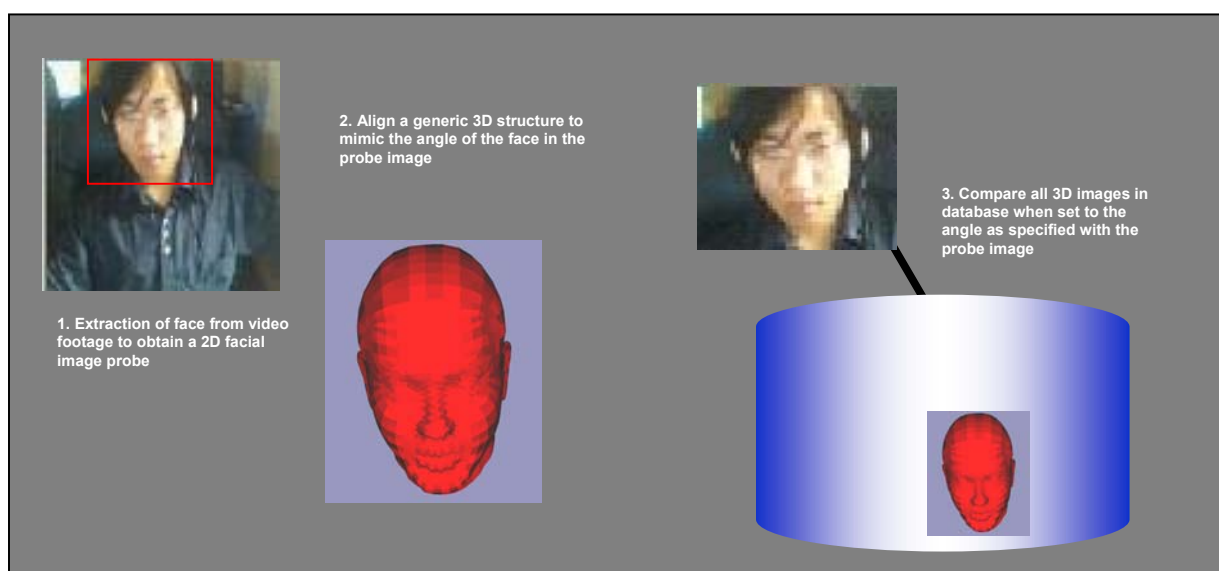 1. Extraction of face from video
footage to obtain a 2D facial
image probe
2. Align a generic 3D structure to
mimic the angle of the face in the
probe image
3. Compare all 3D images in
database when set to the
angle as specified with the
probe image